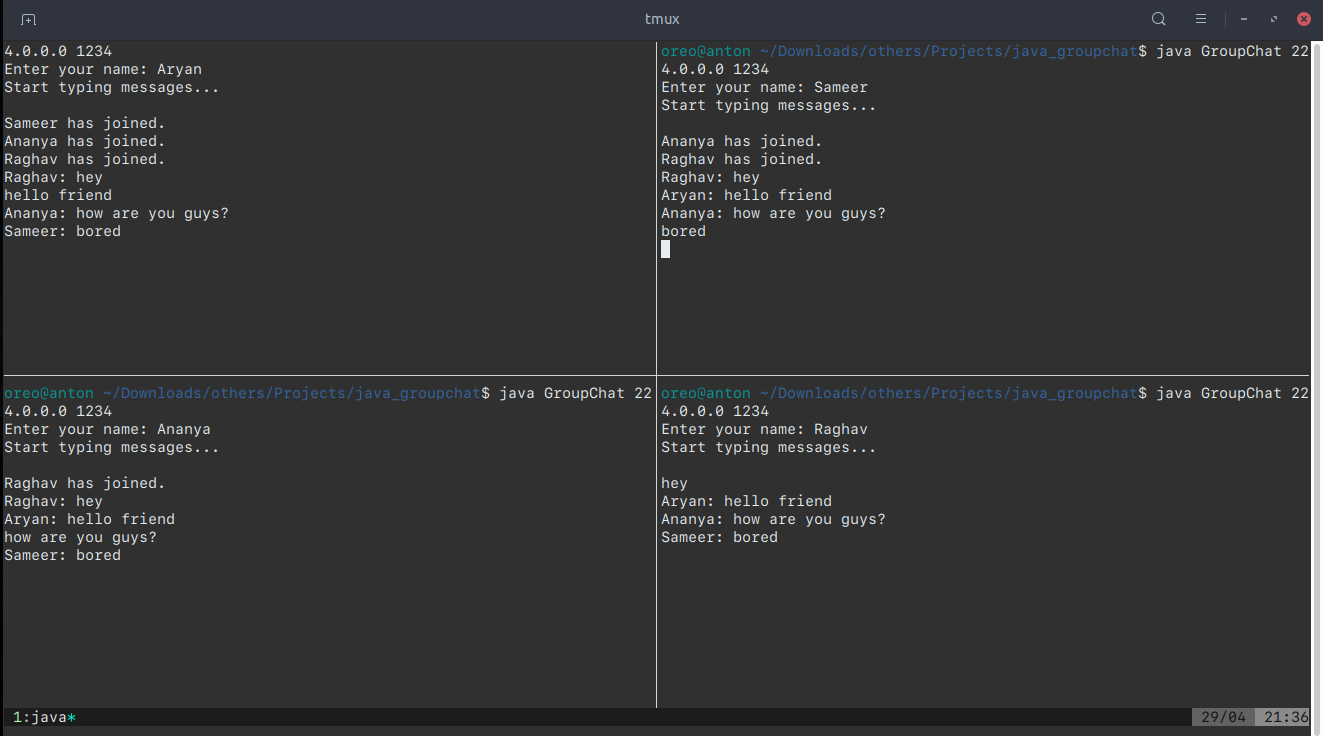 tmux
4.0.0.0 1234
Enter your name: Aryan
Start typing messages...
Sameer has joined.
Ananya has joined.
Raghav has joined.
Raghav: hey
hello friend
Ananya: how are you guys?
Sameer: bored
oreo@anton ~/Downloads/others/Projects/java_groupchat$ java GroupChat 22
4.0.0.0 1234
Enter your name: Sameer
Start typing messages...
Ananya has joined.
Raghav has joined.
Raghav: hey
Aryan: hello friend
Ananya: how are you guys?
bored
oreo@anton ~/Downloads/others/Projects/java_groupchat$ java GroupChat 22
4.0.0.0 1234
Enter your name: Ananya
Start typing messages...
Raghav has joined.
Raghav: hey
Aryan: hello friend
how are you guys?
Sameer: bored
oreo@anton ~/Downloads/others/Projects/java_groupchat$ java GroupChat 22
4.0.0.0 1234
Enter your name: Raghav
Start typing messages...
hey
Aryan: hello friend
Ananya: how are you guys?
Sameer: bored
1:java* 29/04 21:36